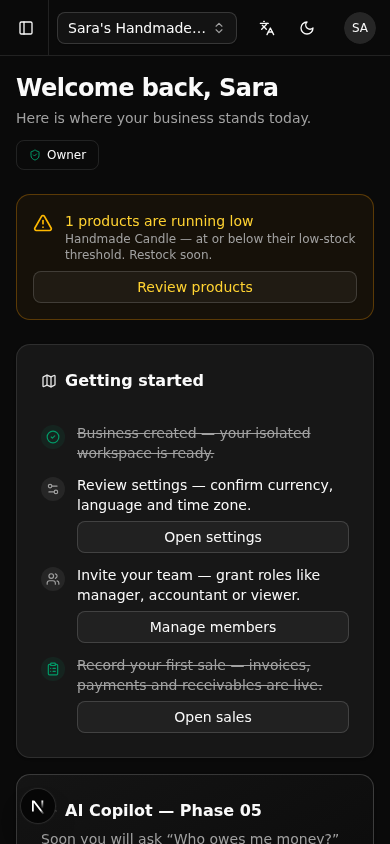 Sara's Handmade...
SA
Welcome back, Sara
Here is where your business stands today.
Owner
1 products are running low
Handmade Candle — at or below their low-stock
threshold. Restock soon.
Review products
Getting started
Business created — your isolated
workspace is ready.
Review settings — confirm currency,
language and time zone.
Open settings
Invite your team — grant roles like
manager, accountant or viewer.
Manage members
Record your first sale — invoices,
payments and receivables are live.
Open sales
N
AI Copilot — Phase 05
Soon you will ask “Who owes me money?”